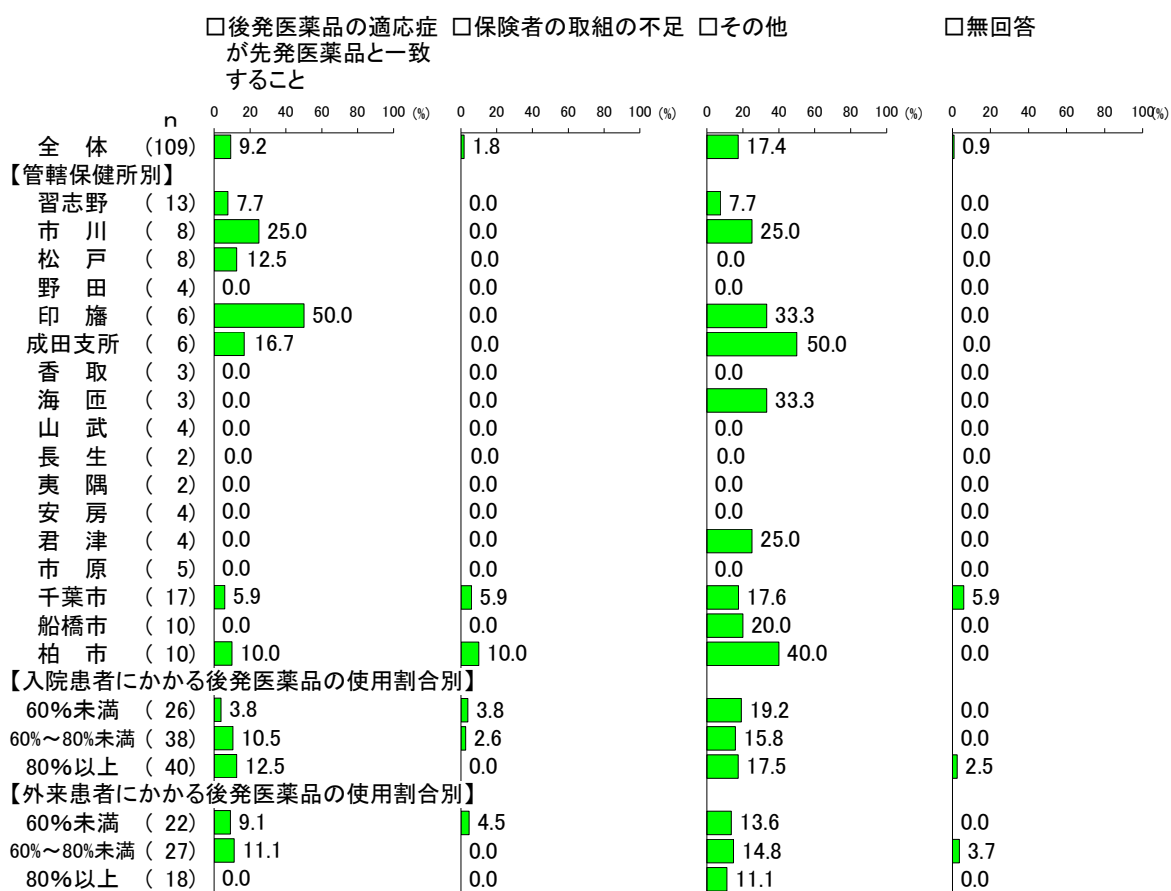 □後発医薬品の適応症
が先発医薬品と一致
すること
□保険者の取組の不足
□その他
□無回答
n
0 20 40 60 80 100 (%)
0 20 40 60 80 100 (%)
0 20 40 60 80 100 (%)
0 20 40 60 80 100(%)
全 体 (109) 9.2 1.8 17.4 0.9
【管轄保健所別】
習志野 ( 13) 7.7 0.0 7.7 0.0
市 川 ( 8) 25.0 0.0 25.0 0.0
松 戸 ( 8) 12.5 0.0 0.0 0.0
野 田 ( 4) 0.0 0.0 0.0 0.0
印 旛 ( 6) 50.0 0.0 33.3 0.0
成田支所 ( 6) 16.7 0.0 50.0 0.0
香 取 ( 3) 0.0 0.0 0.0 0.0
海 匝 ( 3) 0.0 0.0 33.3 0.0
山 武 ( 4) 0.0 0.0 0.0 0.0
長 生 ( 2) 0.0 0.0 0.0 0.0
夷 隅 ( 2) 0.0 0.0 0.0 0.0
安 房 ( 4) 0.0 0.0 0.0 0.0
君 津 ( 4) 0.0 0.0 25.0 0.0
市 原 ( 5) 0.0 0.0 0.0 0.0
千葉市 ( 17) 5.9 5.9 17.6 5.9
船橋市 ( 10) 0.0 0.0 20.0 0.0
柏 市 ( 10) 10.0 10.0 40.0 0.0
【入院患者にかかる後発医薬品の使用割合別】
60%未満 ( 26) 3.8 3.8 19.2 0.0
60%～80%未満 ( 38) 10.5 2.6 15.8 0.0
80%以上 ( 40) 12.5 0.0 17.5 2.5
【外来患者にかかる後発医薬品の使用割合別】
60%未満 ( 22) 9.1 4.5 13.6 0.0
60%～80%未満 ( 27) 11.1 0.0 14.8 3.7
80%以上 ( 18) 0.0 0.0 11.1 0.0